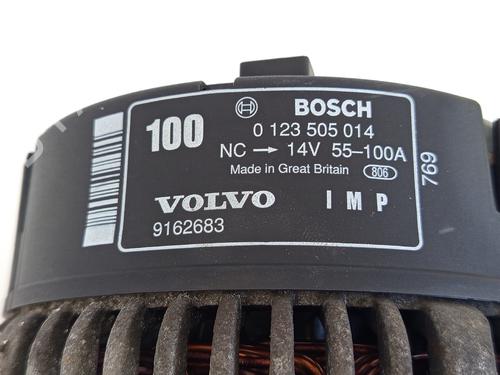 BOSCH
100
0 123 505 014
NC → 14V 55–100A
Made in Great Britain 806
VOLVO IMP
9162683
769